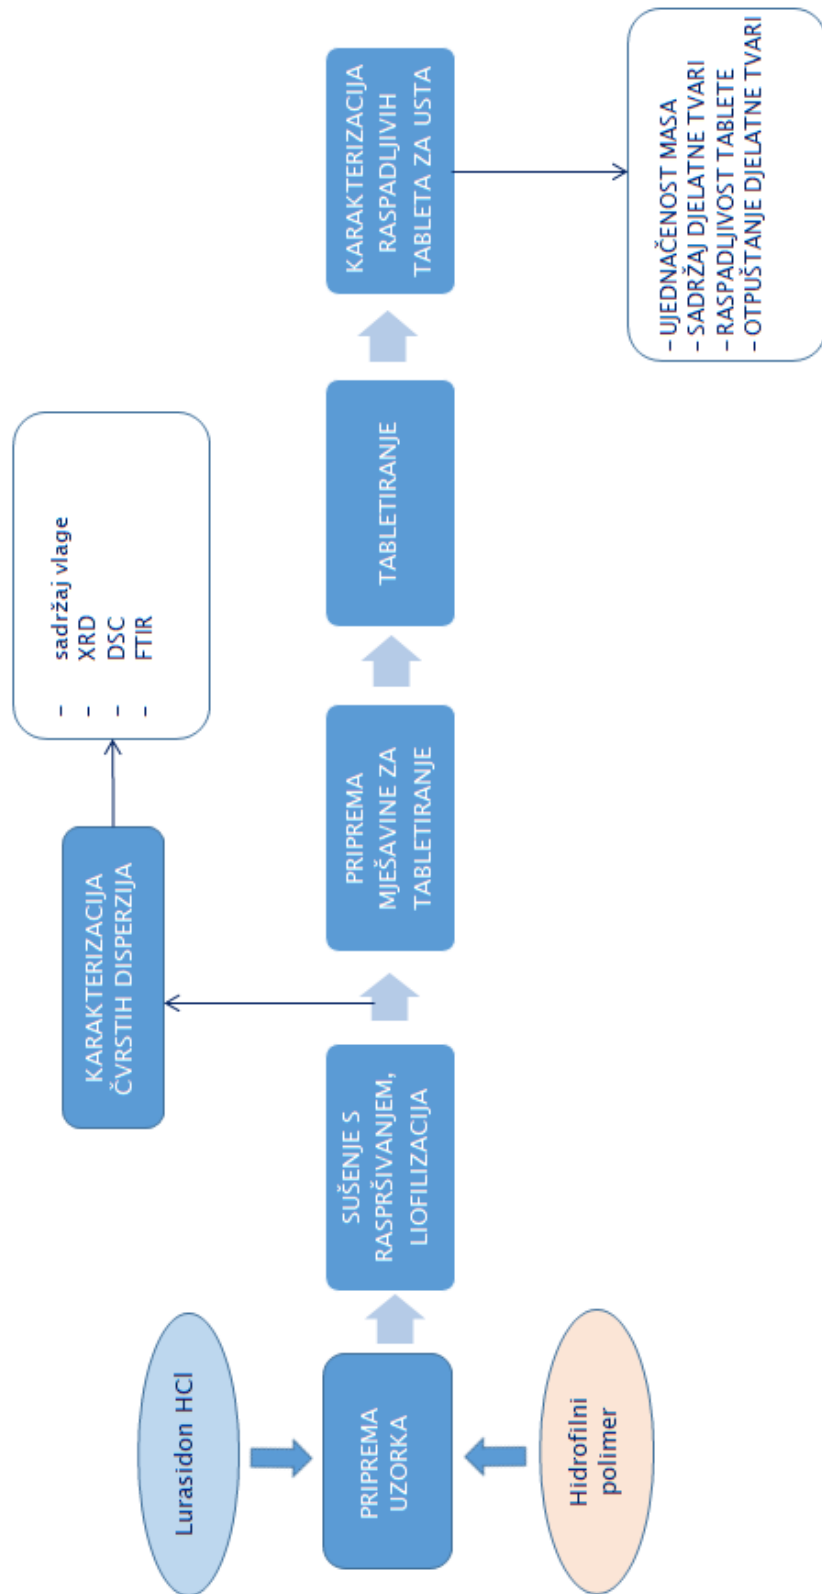 Lurasidon HCl
Hidrofilni
polimer
PRIPREMA
UZORKA
SUŠENJE S
RASPRŠIVANJEM,
LIOFILIZACIJA
KARAKTERIZACIJA
ČVRSTIH DISPERZIJA
- sadržaj vlage
- XRD
- DSC
- FTIR
PRIPREMA
MJEŠAVINE ZA
TABLETIRANJE
TABLETIRANJE
KARAKTERIZACIJA
RASPADLJIVIH
TABLETA ZA USTA
- UJEDNAČENOST MASA
- SADRŽAJ DJELATNE TVARI
- RASPADLJIVOST TABLETE
- OTPUŠTANJE DJELATNE TVARI